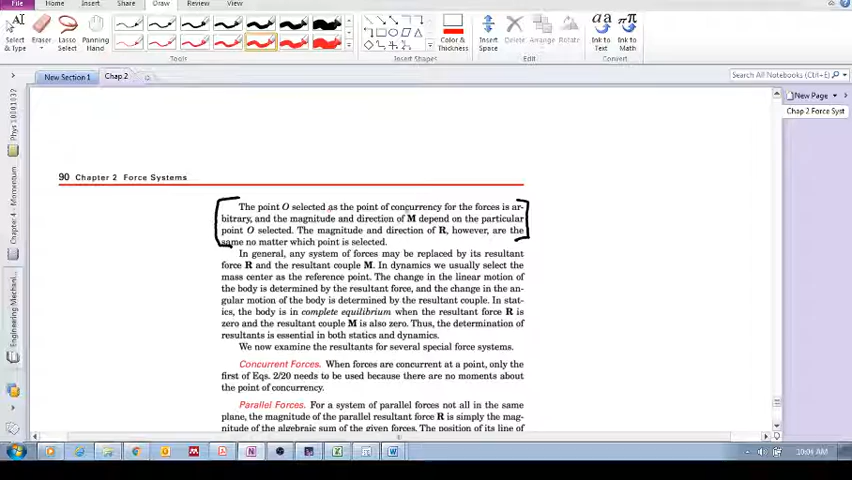 File Home Insert Share Draw Review View
Select & Type
Eraser
Lasso Select
Panning Hand
Color & Thickness
Insert Space
Delete
Arrange
Rotate
Ink to Text
Ink to Math
Tools
Insert Shapes
Edit
Convert
New Section 1
Chap 2
Search All Notebooks (Ctrl+E)
New Page
Chap 2 Force Syst
Chapter: 4 - Momentum
Engineering Mechani...
90 Chapter 2 Force Systems
The point O selected as the point of concurrency for the forces is ar-
bitrary, and the magnitude and direction of M depend on the particular
point O selected. The magnitude and direction of R, however, are the
same no matter which point is selected.
In general, any system of forces may be replaced by its resultant
force R and the resultant couple M. In dynamics we usually select the
mass center as the reference point. The change in the linear motion of
the body is determined by the resultant force, and the change in the an-
gular motion of the body is determined by the resultant couple. In stat-
ics, the body is in complete equilibrium when the resultant force R is
zero and the resultant couple M is also zero. Thus, the determination of
resultants is essential in both statics and dynamics.
We now examine the resultants for several special force systems.
Concurrent Forces. When forces are concurrent at a point, only the
first of Eqs. 2/20 needs to be used because there are no moments about
the point of concurrency.
Parallel Forces. For a system of parallel forces not all in the same
plane, the magnitude of the parallel resultant force R is simply the mag-
nitude of the algebraic sum of the given forces. The position of its line of